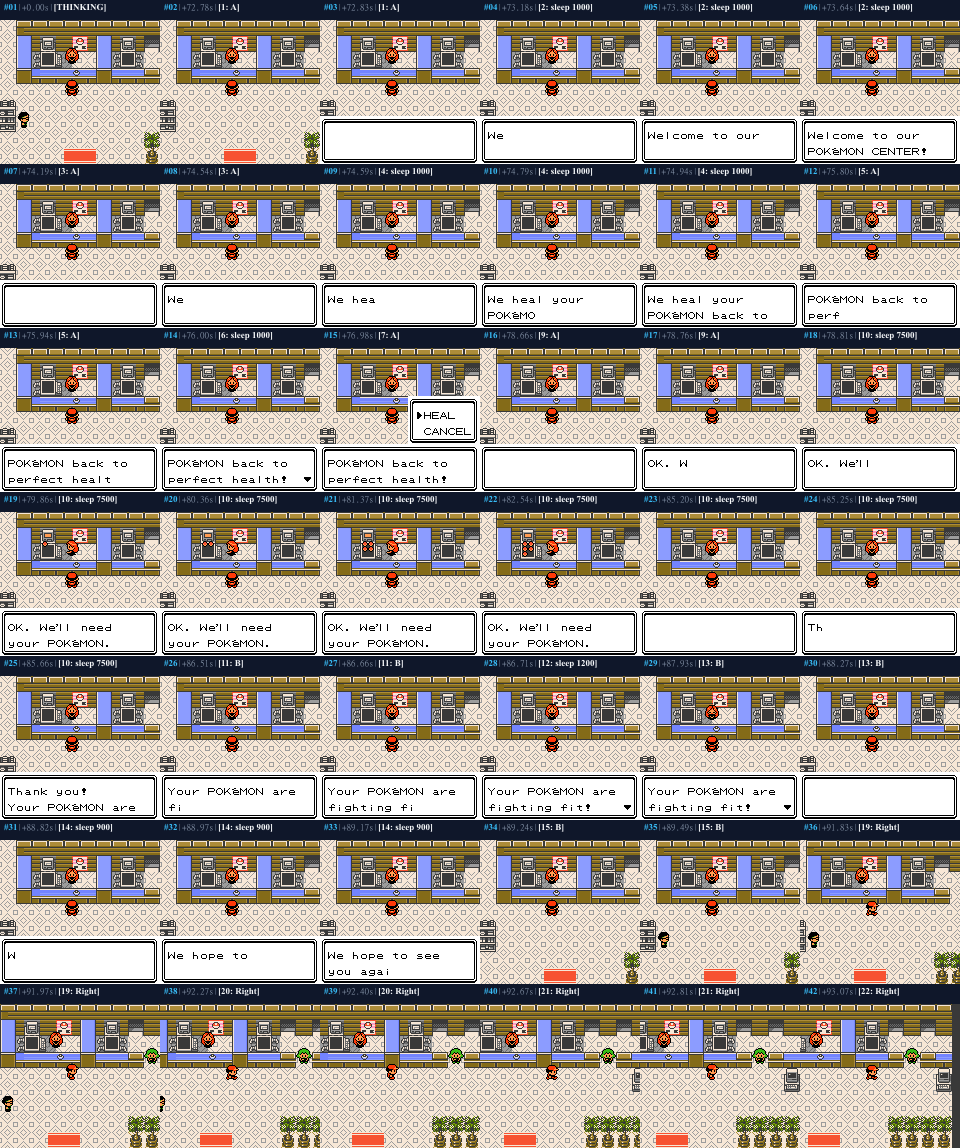 #01 | +0.00s | [THINKING]
#02 | +72.78s | [1: A]
#03 | +72.83s | [1: A]
#04 | +73.18s | [2: sleep 1000]
#05 | +73.38s | [2: sleep 1000]
#06 | +73.64s | [2: sleep 1000]
We
Welcome to our
Welcome to our
POKéMON CENTER!
#07 | +74.19s | [3: A]
#08 | +74.54s | [3: A]
#09 | +74.59s | [4: sleep 1000]
#10 | +74.79s | [4: sleep 1000]
#11 | +74.94s | [4: sleep 1000]
#12 | +75.80s | [5: A]
We
We hea
We heal your
POKéMO
We heal your
POKéMON back to
POKéMON back to
perf
#13 | +75.94s | [5: A]
#14 | +76.00s | [6: sleep 1000]
#15 | +76.98s | [7: A]
#16 | +78.66s | [9: A]
#17 | +78.76s | [9: A]
#18 | +78.81s | [10: sleep 7500]
HEAL
CANCEL
POKéMON back to
perfect healt
POKéMON back to
perfect health!
POKéMON back to
perfect health!
OK. W
OK. We'll
#19 | +79.86s | [10: sleep 7500]
#20 | +80.36s | [10: sleep 7500]
#21 | +81.37s | [10: sleep 7500]
#22 | +82.54s | [10: sleep 7500]
#23 | +85.20s | [10: sleep 7500]
#24 | +85.25s | [10: sleep 7500]
OK. We'll need
your POKéMON.
OK. We'll need
your POKéMON.
OK. We'll need
your POKéMON.
OK. We'll need
your POKéMON.
Th
#25 | +85.66s | [10: sleep 7500]
#26 | +86.51s | [11: B]
#27 | +86.66s | [11: B]
#28 | +86.71s | [12: sleep 1200]
#29 | +87.93s | [13: B]
#30 | +88.27s | [13: B]
Thank you!
Your POKéMON are
Your POKéMON are
fi
Your POKéMON are
fighting fi
Your POKéMON are
fighting fit!
Your POKéMON are
fighting fit!
#31 | +88.82s | [14: sleep 900]
#32 | +88.97s | [14: sleep 900]
#33 | +89.17s | [14: sleep 900]
#34 | +89.24s | [15: B]
#35 | +89.49s | [15: B]
#36 | +91.83s | [19: Right]
W
We hope to
We hope to see
you agai
#37 | +91.97s | [19: Right]
#38 | +92.27s | [20: Right]
#39 | +92.40s | [20: Right]
#40 | +92.67s | [21: Right]
#41 | +92.81s | [21: Right]
#42 | +93.07s | [22: Right]